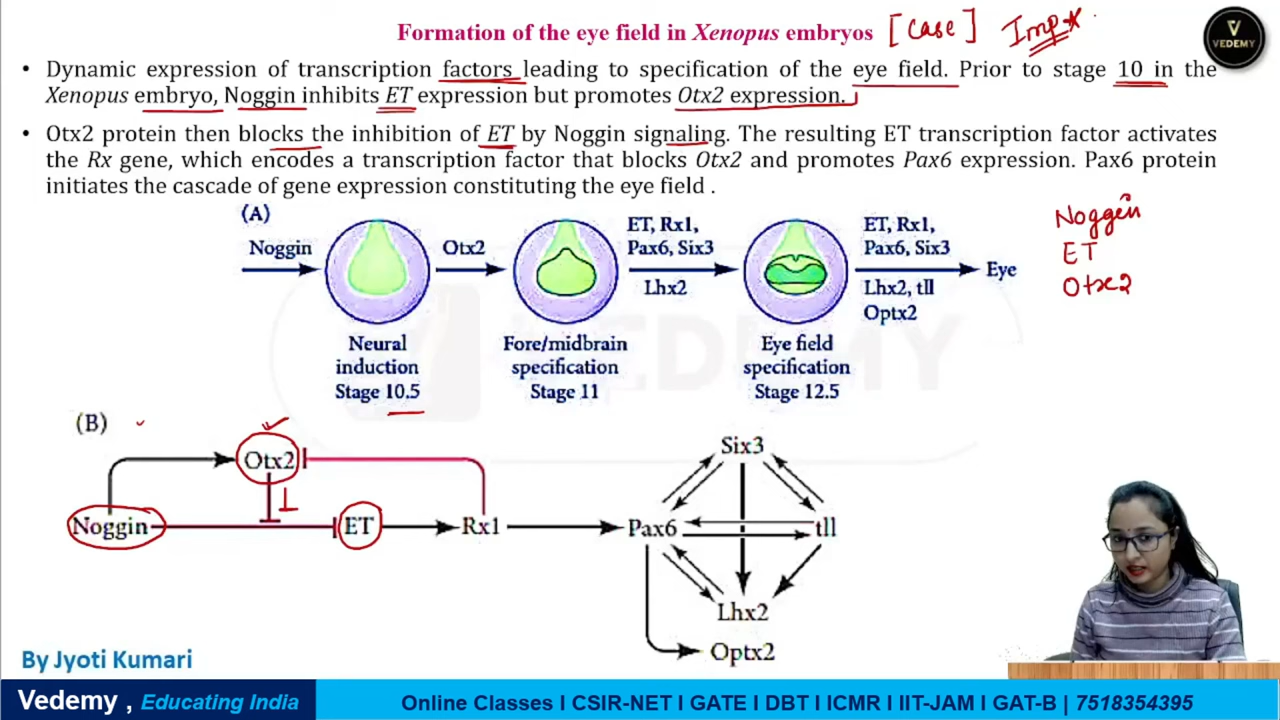 Formation of the eye field in Xenopus embryos [Case] Imp*
VEDEMY
• Dynamic expression of transcription factors leading to specification of the eye field. Prior to stage 10 in the
Xenopus embryo, Noggin inhibits ET expression but promotes Otx2 expression.
• Otx2 protein then blocks the inhibition of ET by Noggin signaling. The resulting ET transcription factor activates
the Rx gene, which encodes a transcription factor that blocks Otx2 and promotes Pax6 expression. Pax6 protein
initiates the cascade of gene expression constituting the eye field .
(A)
Noggin
Otx2
ET, Rx1,
Pax6, Six3
Lhx2
ET, Rx1,
Pax6, Six3
Lhx2, tll
Optx2
Eye
Neural
induction
Stage 10.5
Fore/midbrain
specification
Stage 11
Eye field
specification
Stage 12.5
Noggin
ET
Otx2
VEDEMY
(B)
Otx2
Noggin
ET
Rx1
Six3
Pax6
tll
Lhx2
Optx2
By Jyoti Kumari
Vedemy , Educating India
Online Classes I CSIR-NET I GATE I DBT I ICMR I IIT-JAM I GAT-B | 7518354395